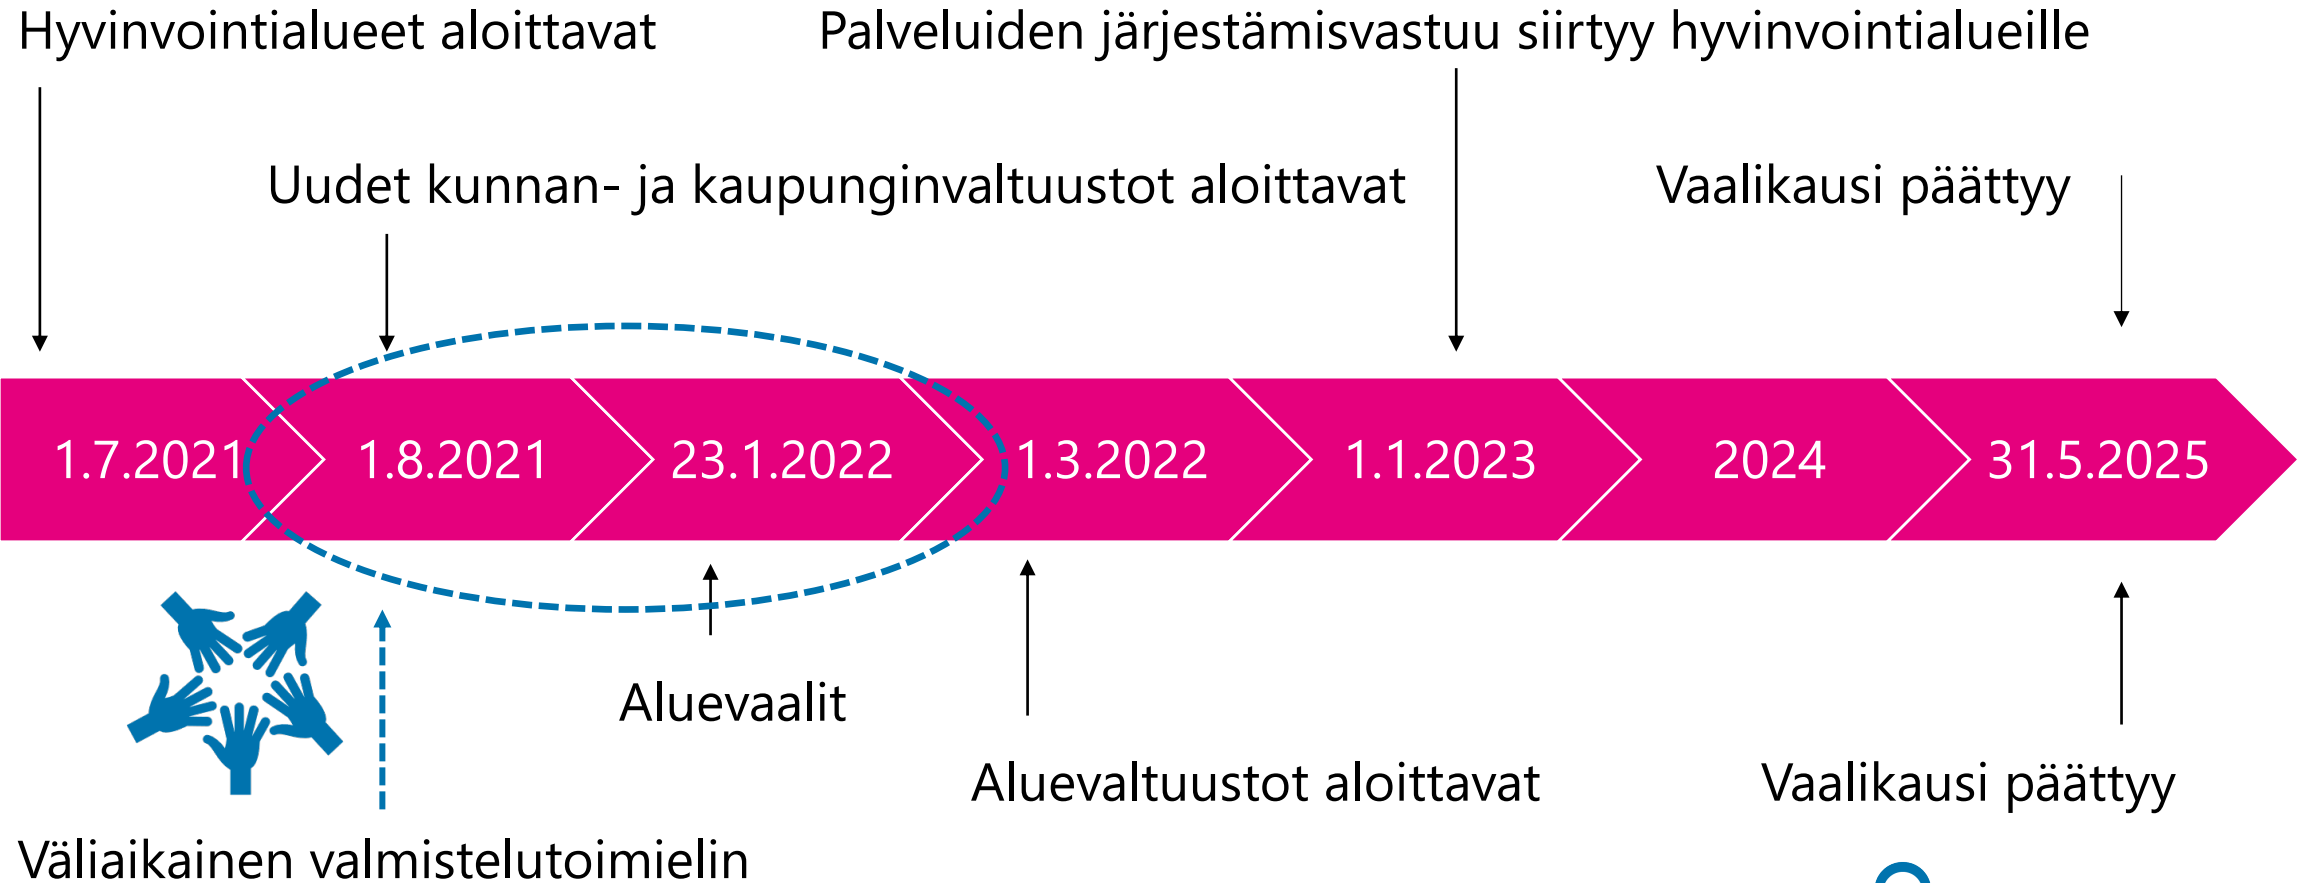 Hyvinvointialueet aloittavat
Palveluiden järjestämisvastuu siirtyy hyvinvointialueille
Uudet kunnan- ja kaupunginvaltuustot aloittavat
Vaalikausi päättyy
1.7.2021
1.8.2021
23.1.2022
1.3.2022
1.1.2023
2024
31.5.2025
Aluevaalit
Aluevaltuustot aloittavat
Vaalikausi päättyy
Väliaikainen valmistelutoimielin